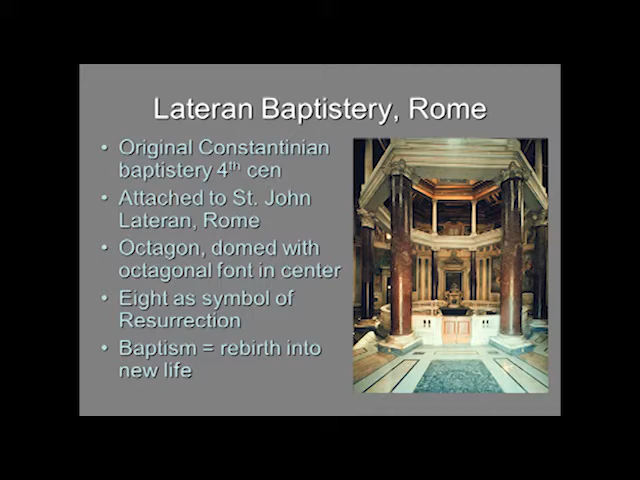 Lateran Baptistery, Rome
• Original Constantinian
baptistery 4th cen
• Attached to St. John
Lateran, Rome
• Octagon, domed with
octagonal font in center
• Eight as symbol of
Resurrection
• Baptism = rebirth into
new life